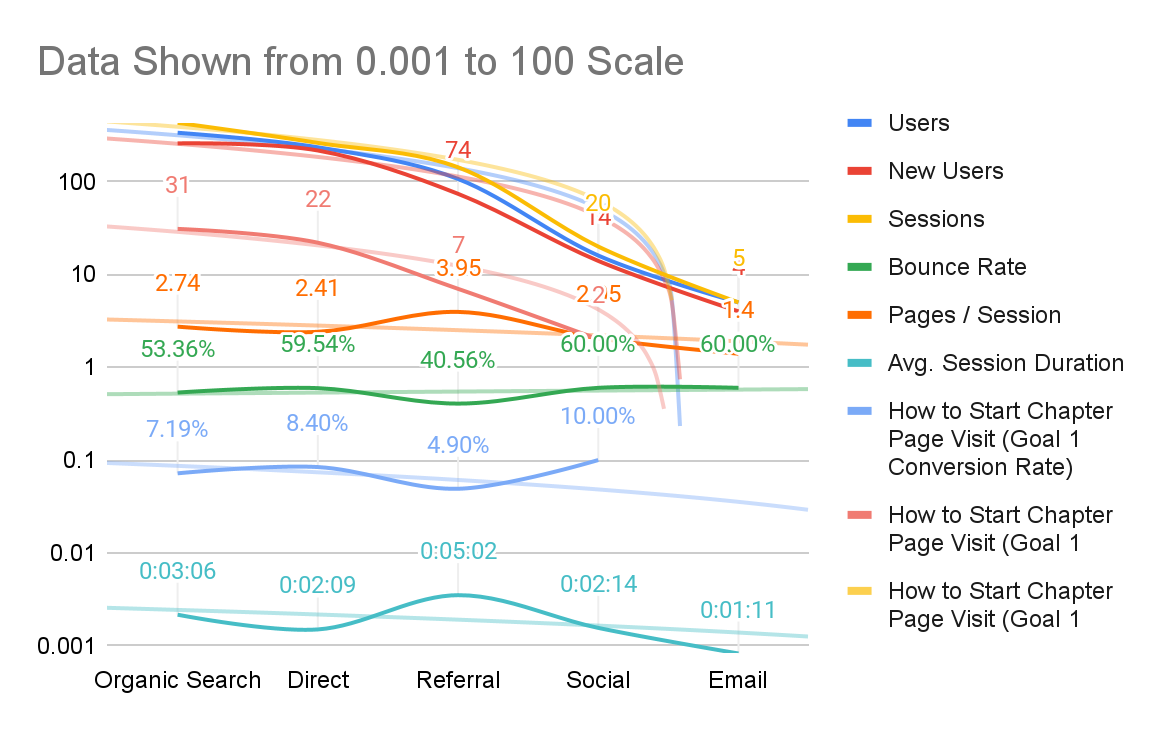 Data Shown from 0.001 to 100 Scale
Users
New Users
Sessions
Bounce Rate
Pages / Session
Avg. Session Duration
How to Start Chapter
Page Visit (Goal 1
Conversion Rate)
How to Start Chapter
Page Visit (Goal 1
How to Start Chapter
Page Visit (Goal 1
100
10
1
0.1
0.01
0.001
74
31
22
20
14
7
5
3.95
2.74
2.41
2
1.4
53.36%
59.54%
40.56%
60.00%
60.00%
7.19%
8.40%
4.90%
10.00%
0:03:06
0:02:09
0:05:02
0:02:14
0:01:11
Organic Search
Direct
Referral
Social
Email